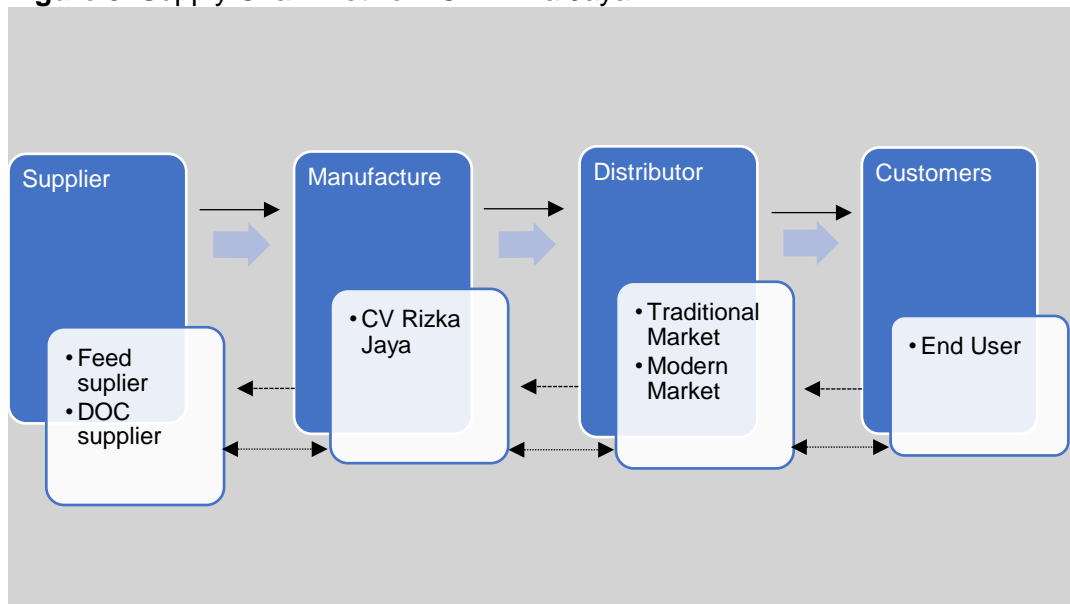 Supplier
Manufacture
Distributor
Customers
• Feed
suplier
• DOC
supplier
• CV Rizka
Jaya
• Traditional
Market
• Modern
Market
• End User